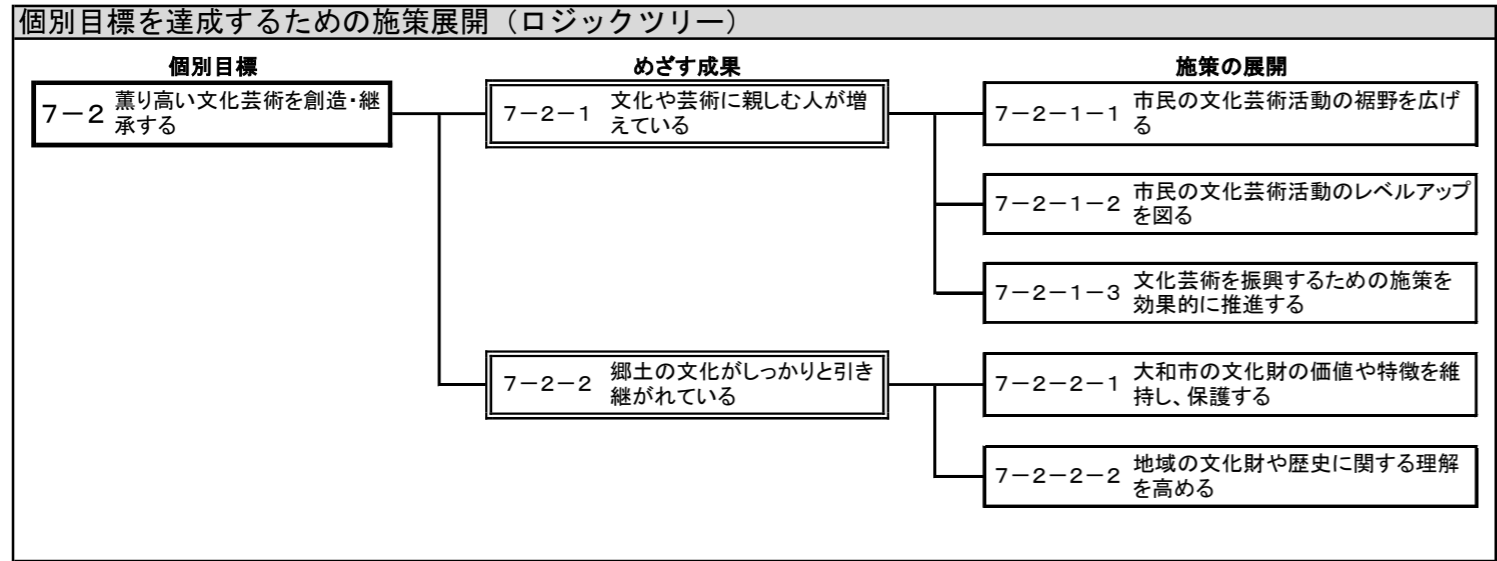 個別目標を達成するための施策展開（ロジックツリー）
個別目標
めざす成果
施策の展開
7－2 薫り高い文化芸術を創造・継
承する
7－2－1 文化や芸術に親しむ人が増
えている
7－2－1－1 市民の文化芸術活動の裾野を広げ
る
7－2－1－2 市民の文化芸術活動のレベルアップ
を図る
7－2－1－3 文化芸術を振興するための施策を
効果的に推進する
7－2－2 郷土の文化がしっかりと引き
継がれている
7－2－2－1 大和市の文化財の価値や特徴を維
持し、保護する
7－2－2－2 地域の文化財や歴史に関する理解
を高める